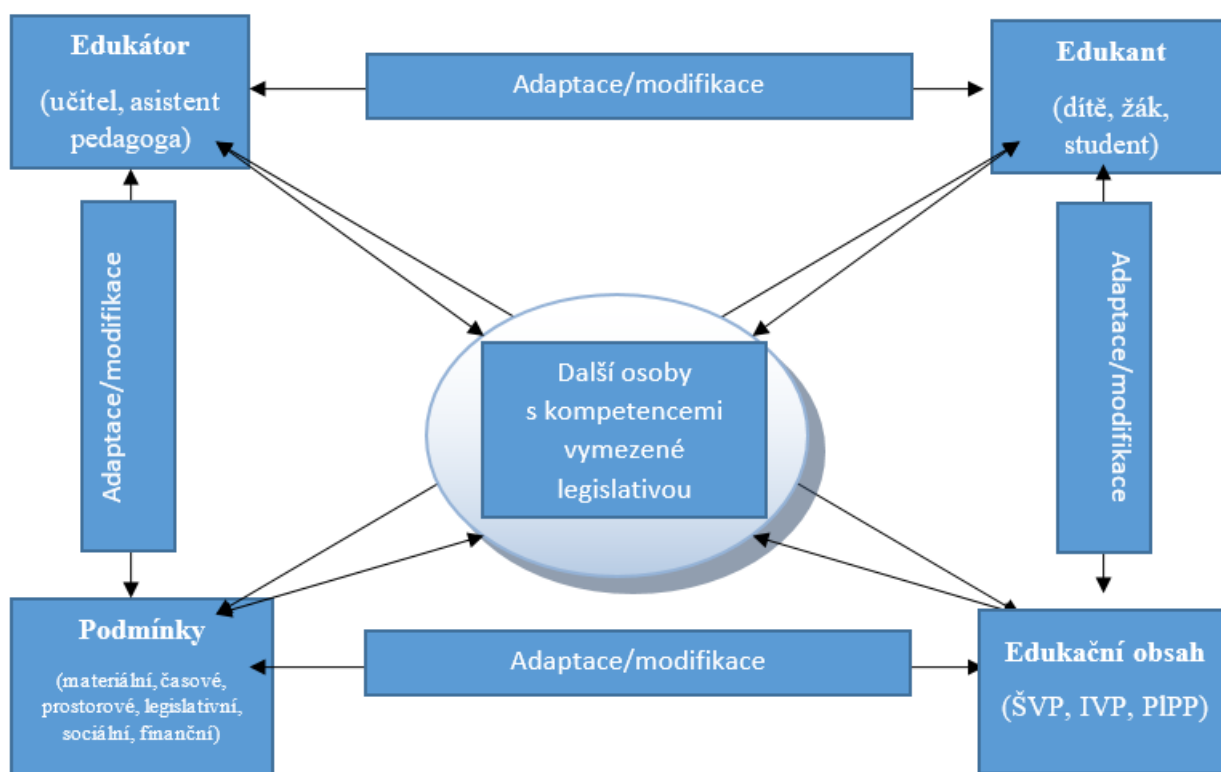 Edukátor
(učitel, asistent
pedagoga)
Adaptace/modifikace
Edukant
(dítě, žák,
student)
Adaptace/modifikace
Adaptace/modifikace
Další osoby
s kompetencemi
vymezené
legislativou
Podmínky
(materiální, časové,
prostorové, legislativní,
sociální, finanční)
Adaptace/modifikace
Edukační obsah
(ŠVP, IVP, PlPP)